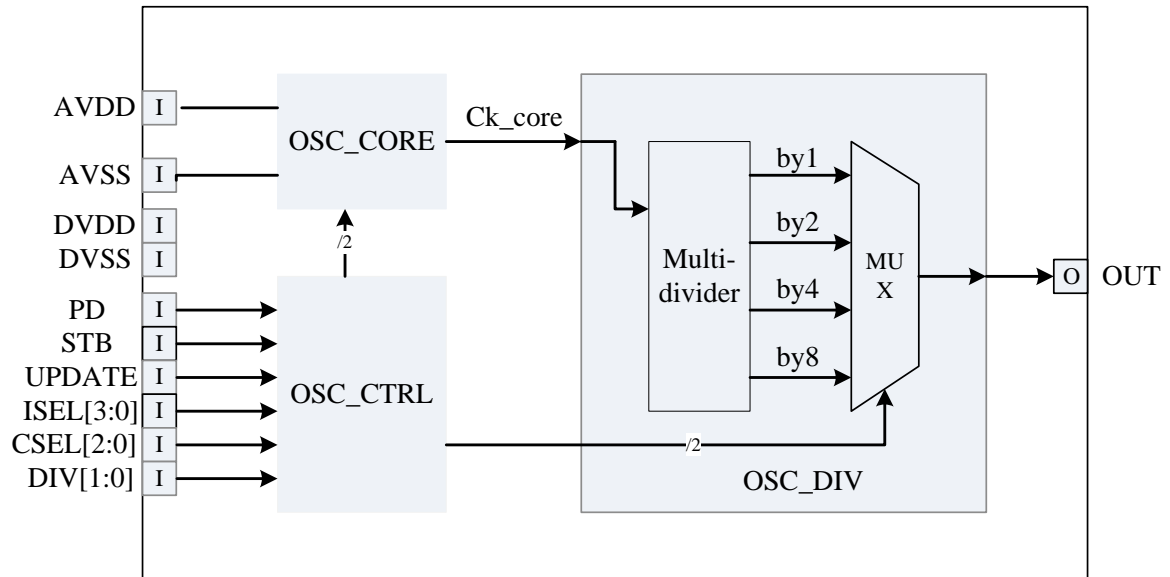 AVDD I
AVSS I
DVDD I
DVSS I
PD I
STB I
UPDATE I
ISEL[3:0] I
CSEL[2:0] I
DIV[1:0] I
OSC_CORE
/2
OSC_CTRL
Ck_core
/2
Multi-
divider
by1
by2
by4
by8
MU
X
OSC_DIV
O OUT